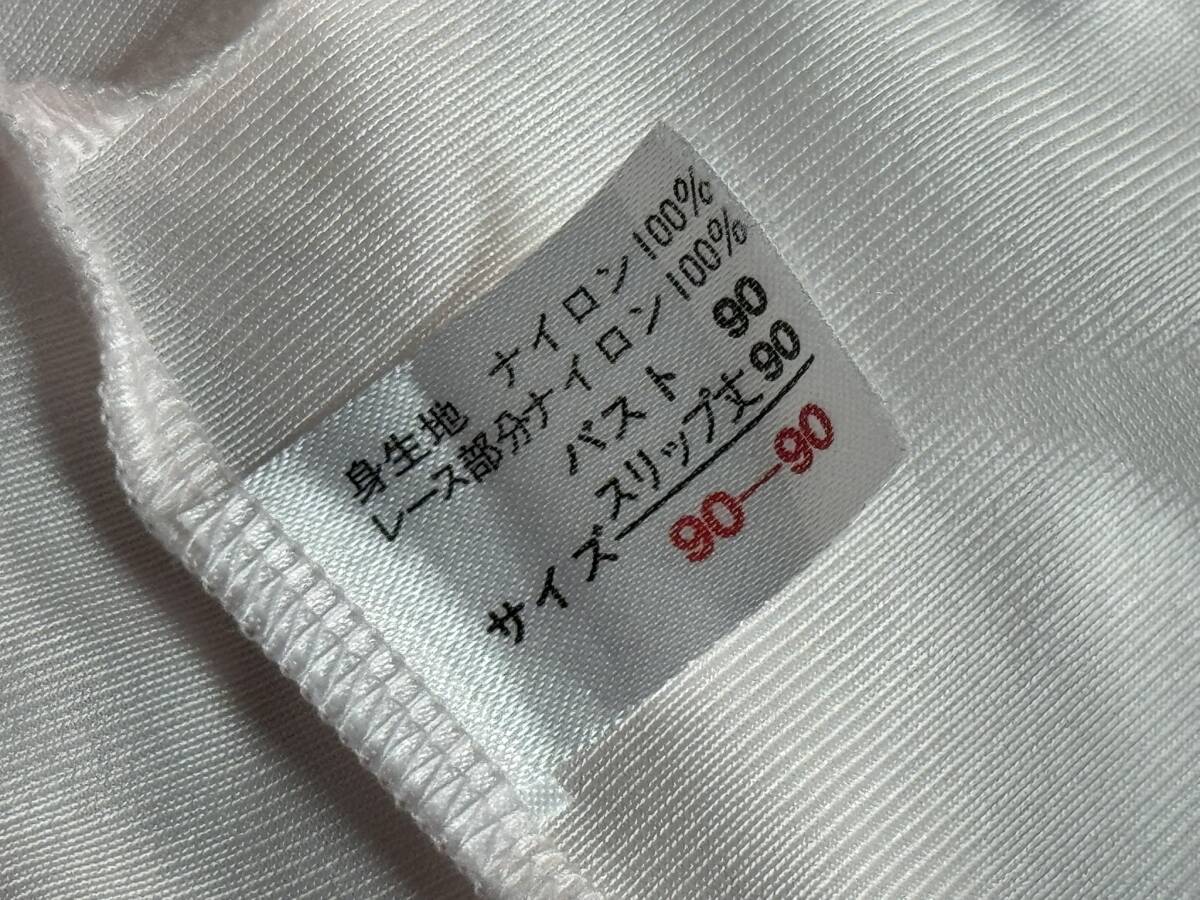 身生地 ナイロン100%
レース部分ナイロン100%
バスト 90
スリップ丈90
サイズ 90-90